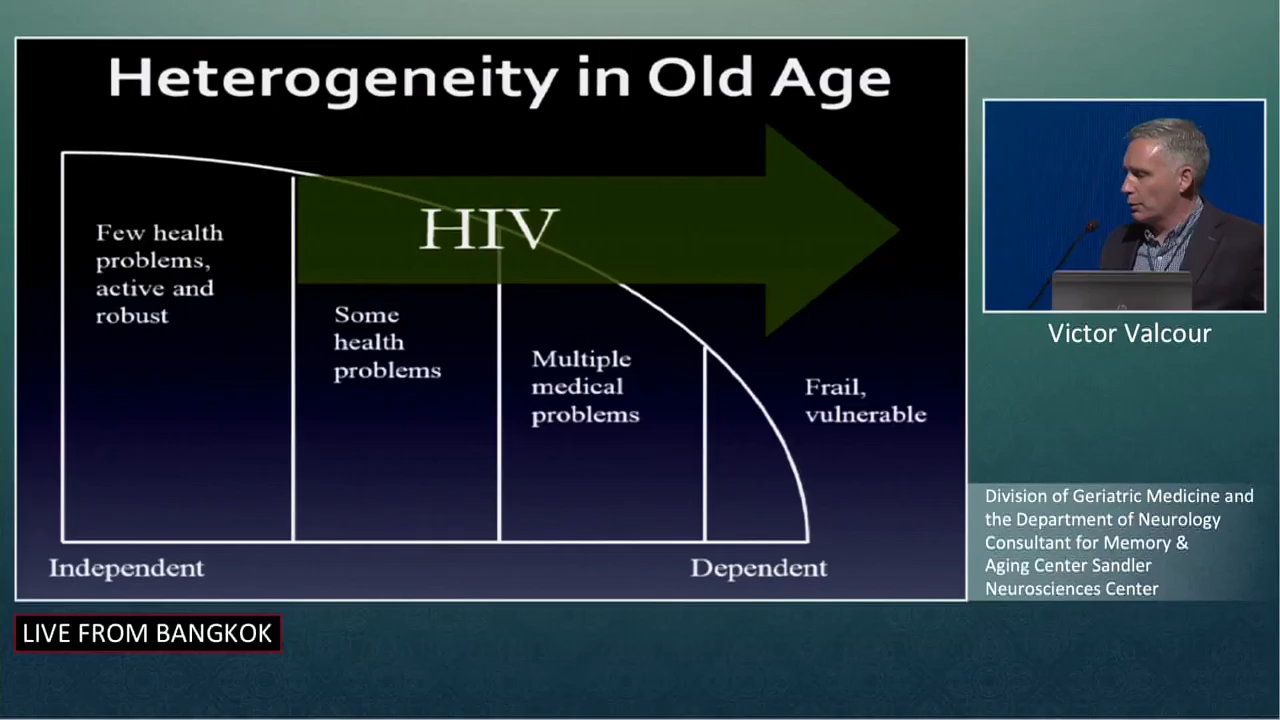 Heterogeneity in Old Age
HIV
Few health
problems,
active and
robust
Some
health
problems
Multiple
medical
problems
Frail,
vulnerable
Independent
Dependent
Victor Valcour
Division of Geriatric Medicine and
the Department of Neurology
Consultant for Memory &
Aging Center Sandler
Neurosciences Center
LIVE FROM BANGKOK